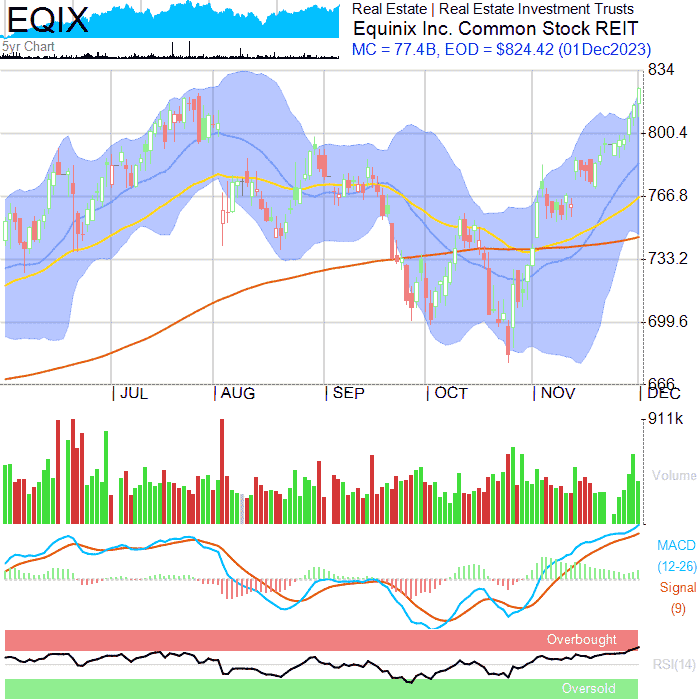 EQIX
5yr Chart
Real Estate | Real Estate Investment Trusts
Equinix Inc. Common Stock REIT
MC = 77.4B, EOD = $824.42 (01Dec2023)
834
800.4
766.8
733.2
699.6
666
| JUL | AUG | SEP | OCT | NOV | DEC
911k
Volume
MACD
(12-26)
Signal
(9)
Overbought
RSI(14)
Oversold